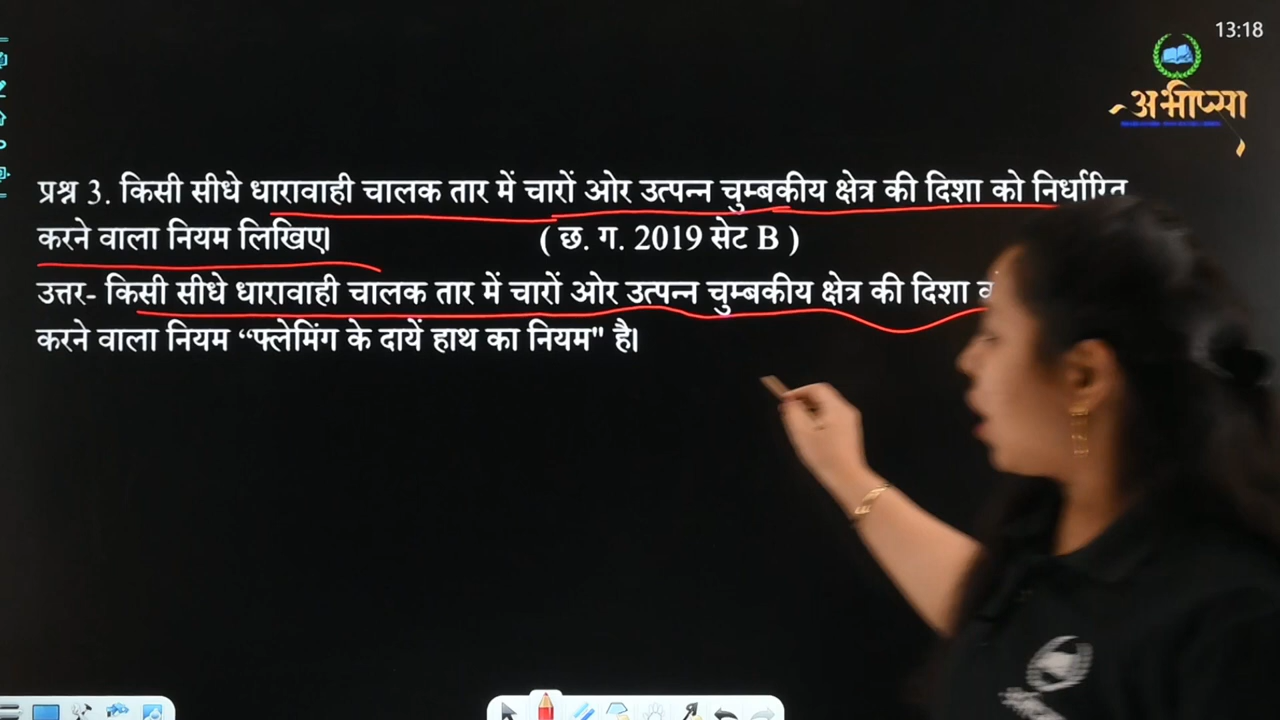 13:18
अभीप्सा
प्रश्न 3. किसी सीधे धारावाही चालक तार में चारों ओर उत्पन्न चुम्बकीय क्षेत्र की दिशा को निर्धारित
करने वाला नियम लिखिए। ( छ. ग. 2019 सेट B )
उत्तर- किसी सीधे धारावाही चालक तार में चारों ओर उत्पन्न चुम्बकीय क्षेत्र की दिशा
करने वाला नियम “फ्लेमिंग के दायें हाथ का नियम" है।